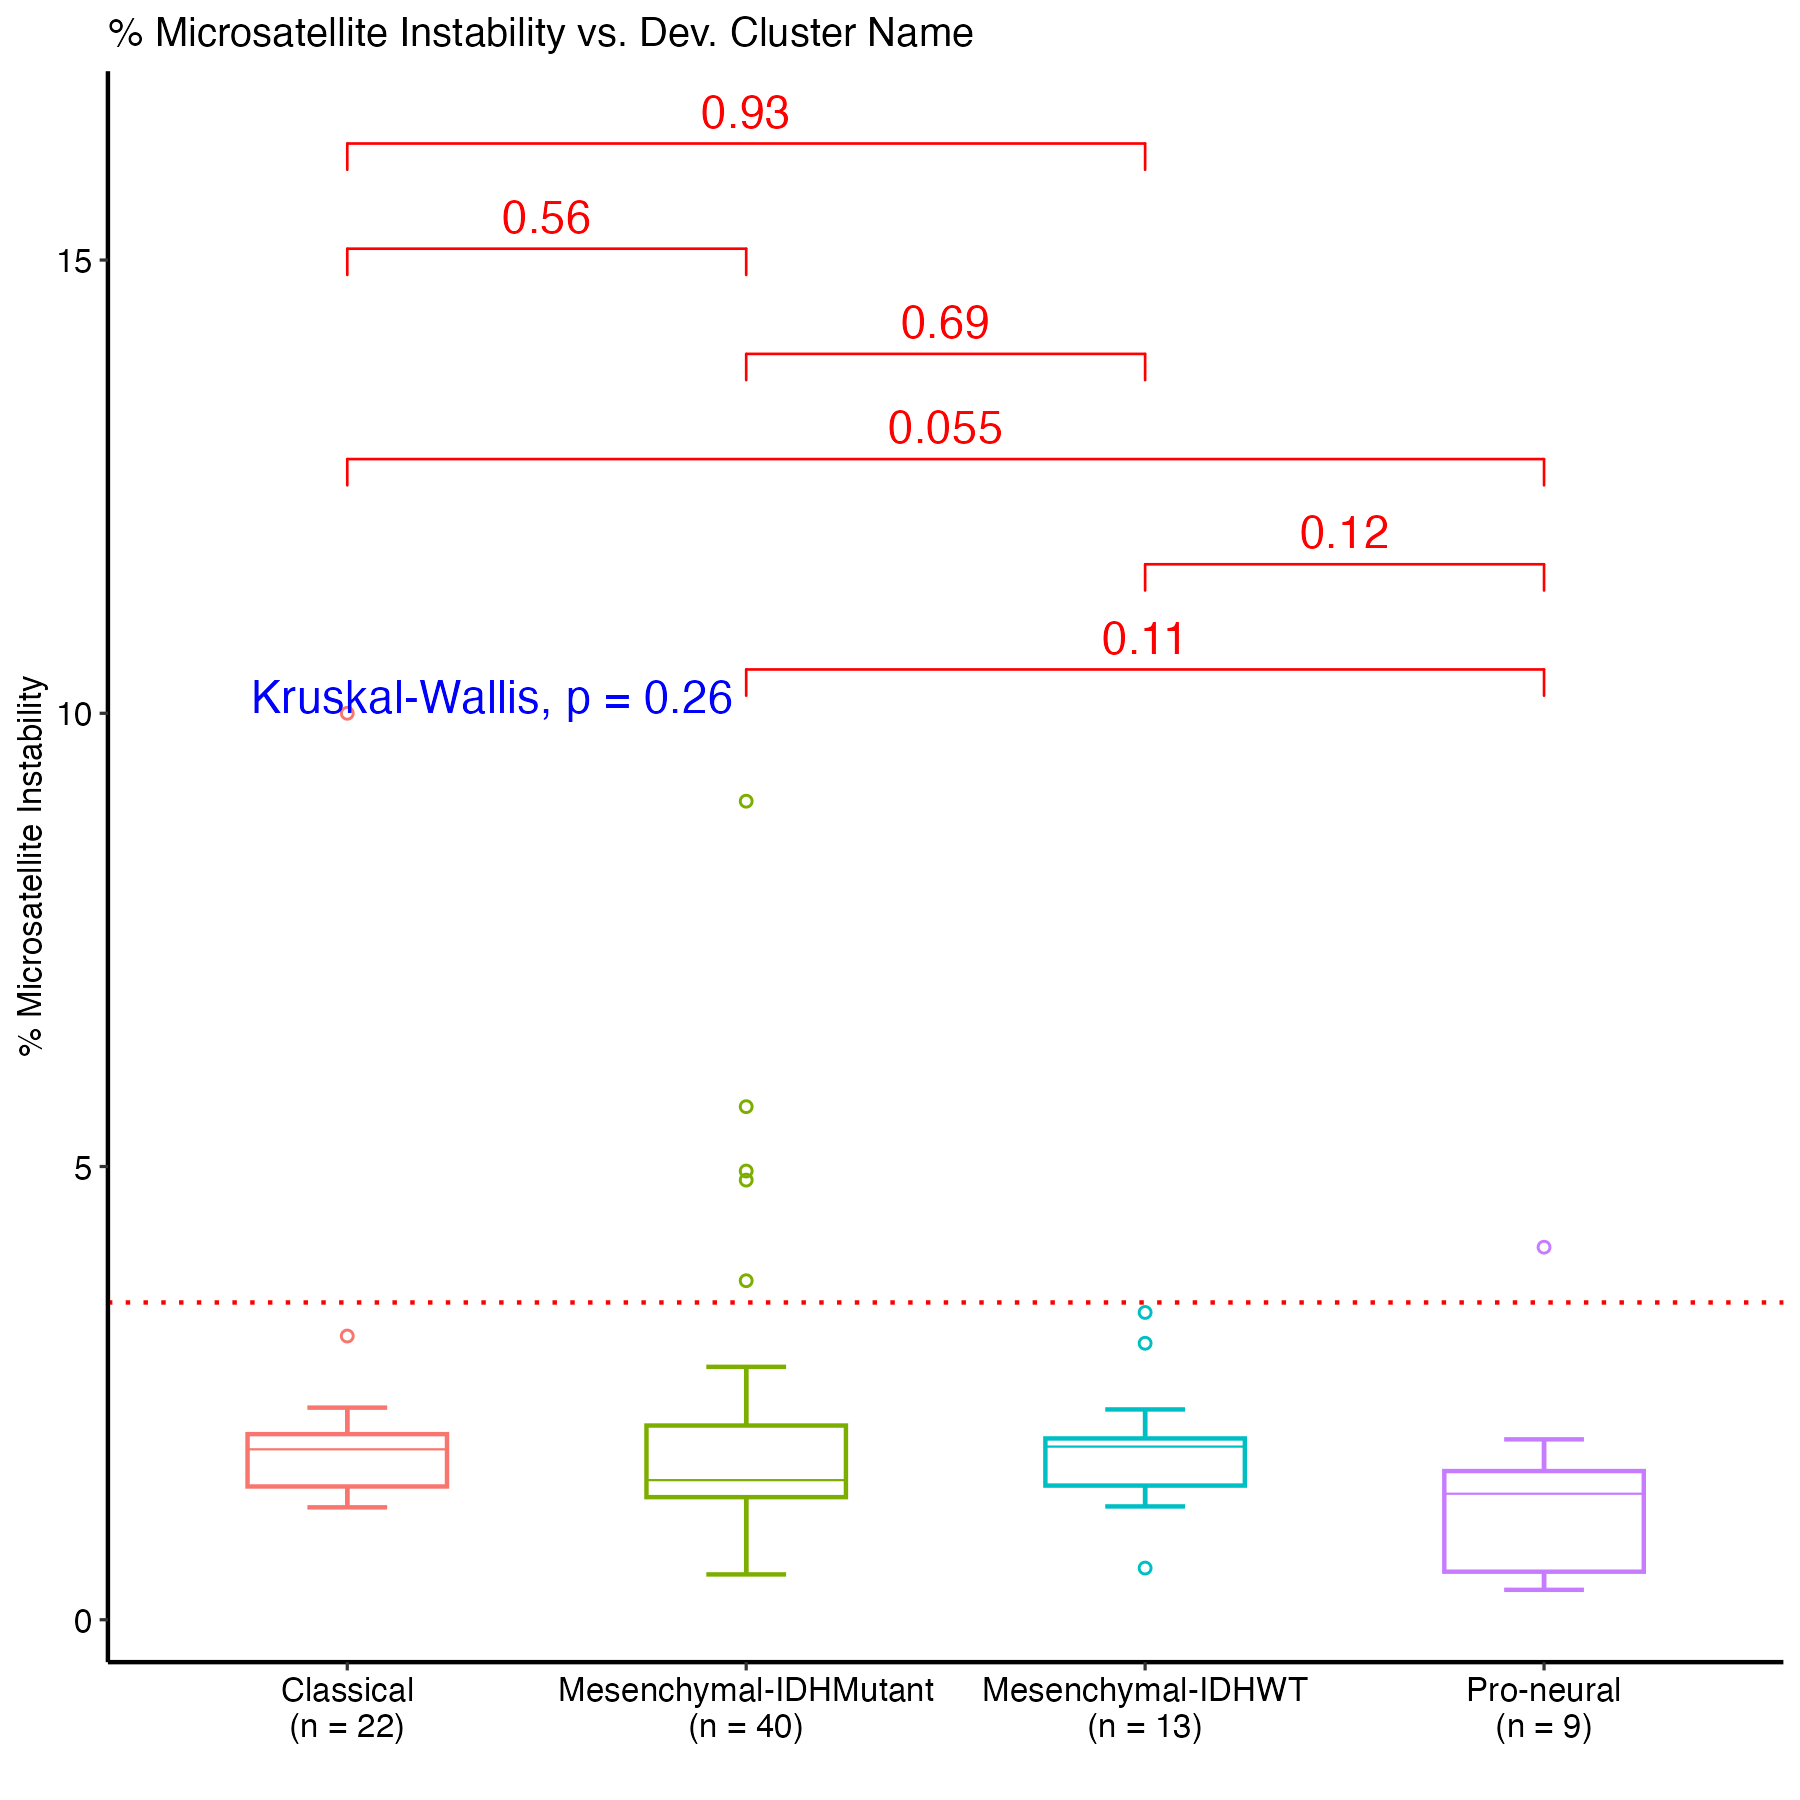 % Microsatellite Instability vs. Dev. Cluster Name
0.93
0.56
15
0.69
0.055
0.12
0.11
Kruskal-Wallis, p = 0.26
10
% Microsatellite Instability
5
0
Classical
(n = 22)
Mesenchymal-IDHMutant
(n = 40)
Mesenchymal-IDHWT
(n = 13)
Pro-neural
(n = 9)